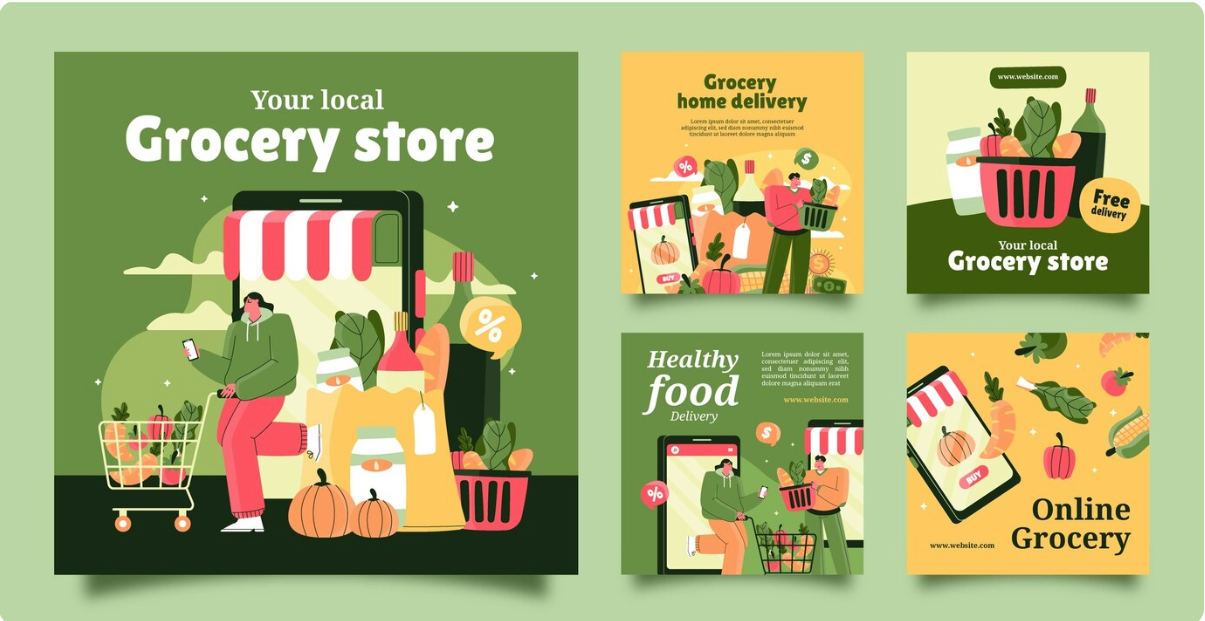 Your local
Grocery store
%
Grocery
home delivery
Lorem ipsum dolor sit amet, consectetuer
adipiscing elit, sed diam nonummy nibh euismod
tincidunt ut laoreet dolore magna aliquam
%
$
BUY
$
$
www.website.com
Free
delivery
Your local
Grocery store
Healthy
food
Delivery
Lorem ipsum dolor sit amet,
consectetuer adipiscing elit,
sed diam nonummy nibh
euismod tincidunt ut laoreet
dolore magna aliquam erat
www.website.com
$
%
BUY
Online
Grocery
www.website.com